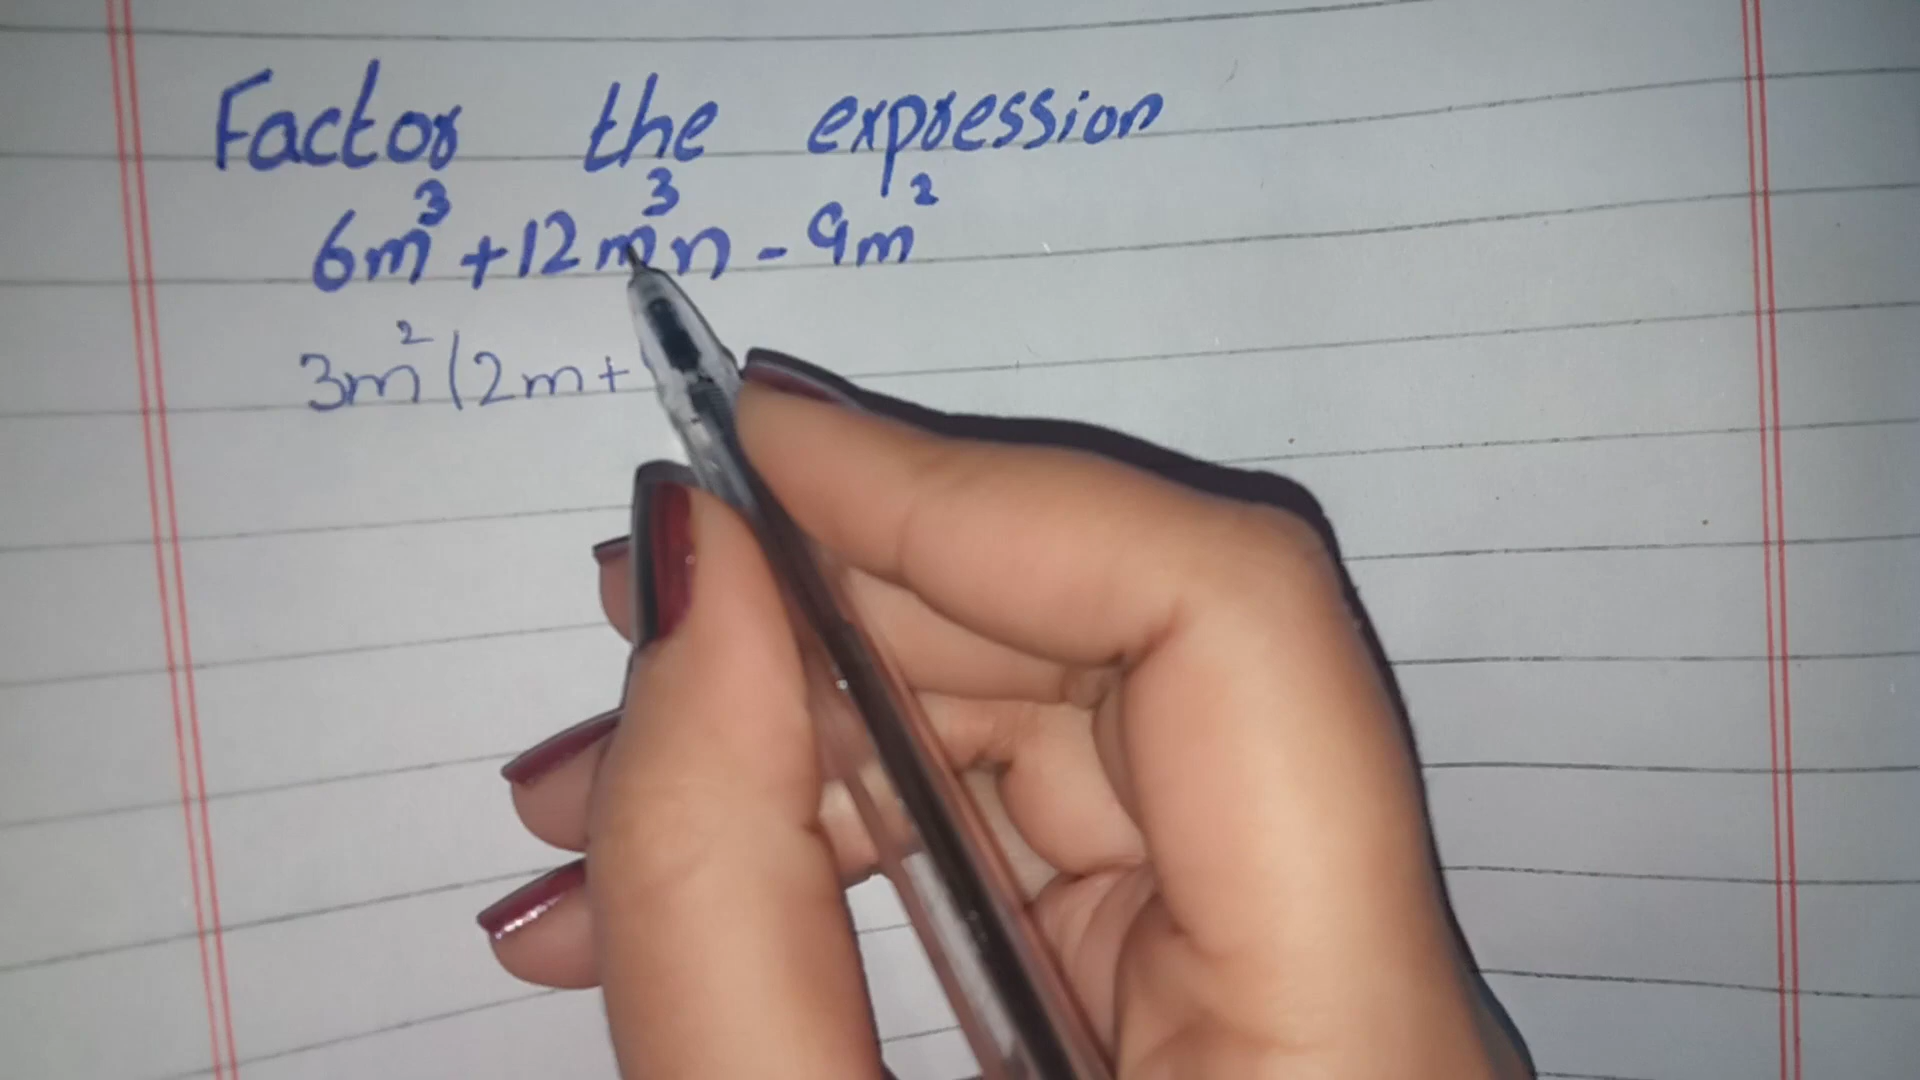 Factor the expression
6m³+12m³n-9m²
3m²(2m+